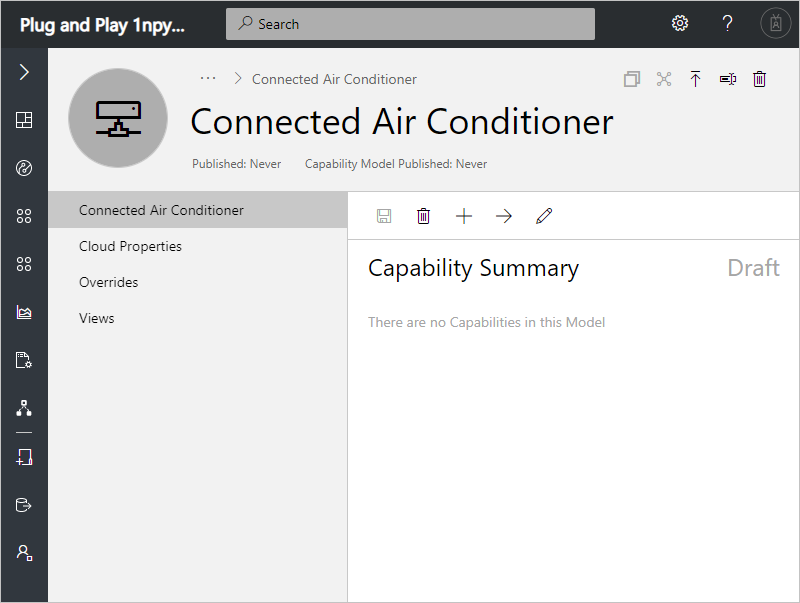 Plug and Play 1npy...
Search
... > Connected Air Conditioner
Connected Air Conditioner
Published: Never Capability Model Published: Never
Connected Air Conditioner
Cloud Properties
Overrides
Views
Capability Summary Draft
There are no Capabilities in this Model